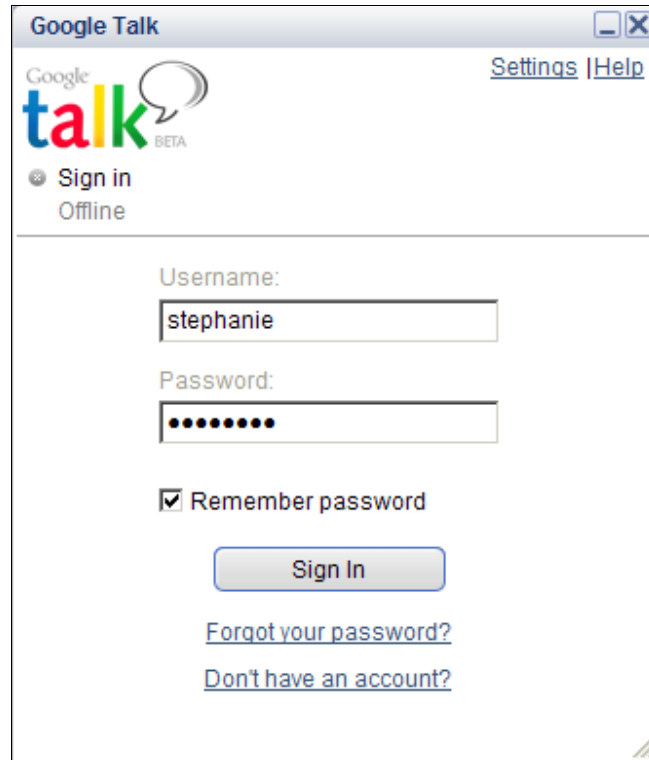 Google Talk
Settings |Help
Google
talk
BETA
Sign in
Offline
Username:
stephanie
Password:
••••••••
Remember password
Sign In
Forgot your password?
Don't have an account?